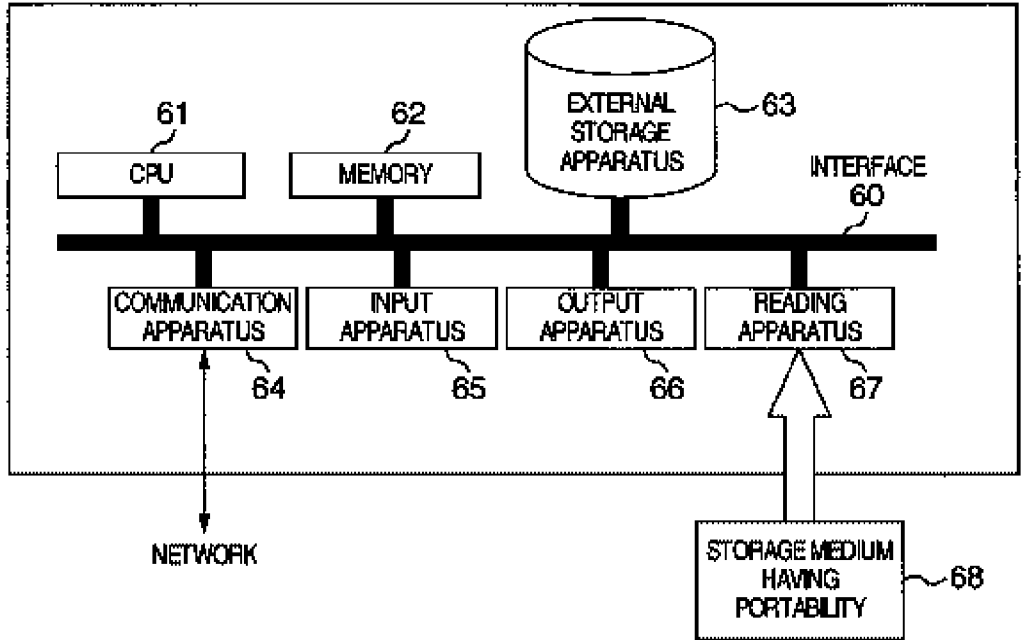 61
CPU
62
MEMORY
EXTERNAL
STORAGE
APPARATUS
63
INTERFACE
60
COMMUNICATION
APPARATUS
64
INPUT
APPARATUS
65
OUTPUT
APPARATUS
66
READING
APPARATUS
67
NETWORK
STORAGE MEDIUM
HAVING
PORTABILITY
68